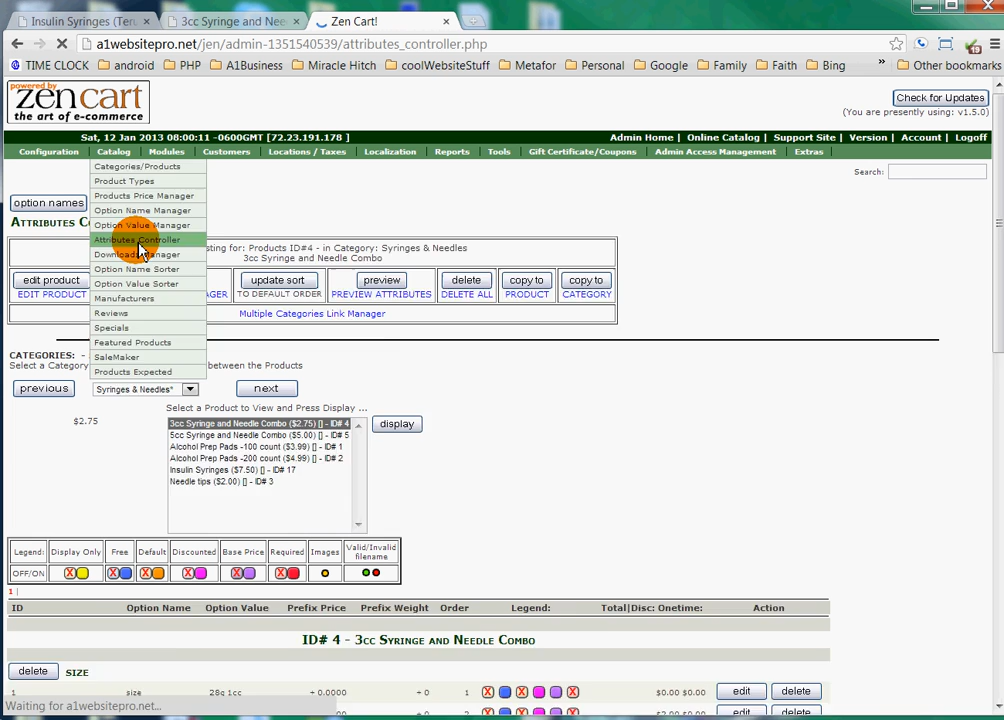 Insulin Syringes (Teru × 3cc Syringe and Nee × Zen Cart! ×
a1websitepro.net/jen/admin-1351540539/attributes_controller.php
TIME CLOCK android PHP A1Business Miracle Hitch coolWebsiteStuff Metafor Personal Google Family Faith Bing » Other bookmarks
19
powered by
zen cart
the art of e-commerce
Check for Updates
(You are presently using: v1.5.0)
Sat, 12 Jan 2013 08:00:11 -0600GMT [72.23.191.178 ] Admin Home | Online Catalog | Support Site | Version | Account | Logoff
Configuration Catalog Modules Customers Locations / Taxes Localization Reports Tools Gift Certificate/Coupons Admin Access Management Extras
Categories/Products
Product Types
Products Price Manager
Option Name Manager
Option Value Manager
Attributes Controller
Downloads Manager
Option Name Sorter
Option Value Sorter
Manufacturers
Reviews
Specials
Featured Products
SaleMaker
Products Expected
Search:
option names
ATTRIBUTES C
sting for: Products ID#4 - in Category: Syringes & Needles
3cc Syringe and Needle Combo
edit product update sort preview delete copy to copy to
EDIT PRODUCT AGER TO DEFAULT ORDER PREVIEW ATTRIBUTES DELETE ALL PRODUCT CATEGORY
Multiple Categories Link Manager
CATEGORIES: -
Select a Category between the Products
previous Syringes & Needles* next
Select a Product to View and Press Display ...
$2.75
3cc Syringe and Needle Combo ($2.75) [] - ID# 4
5cc Syringe and Needle Combo ($5.00) [] - ID# 5
Alcohol Prep Pads -100 count ($3.99) [] - ID# 1
Alcohol Prep Pads -200 count ($4.99) [] - ID# 2
Insulin Syringes ($7.50) [] - ID# 17
Needle tips ($2.00) [] - ID# 3
display
Legend: Display Only Free Default Discounted Base Price Required Images Valid/Invalid filename
OFF/ON X X X X X X
1 |
ID Option Name Option Value Prefix Price Prefix Weight Order Legend: Total|Disc: Onetime: Action
ID# 4 - 3CC SYRINGE AND NEEDLE COMBO
delete SIZE
1 size 28g 1cc + 0.0000 + 0 1 X X X $0.00 $0.00 edit delete
Waiting for a1websitepro.net...